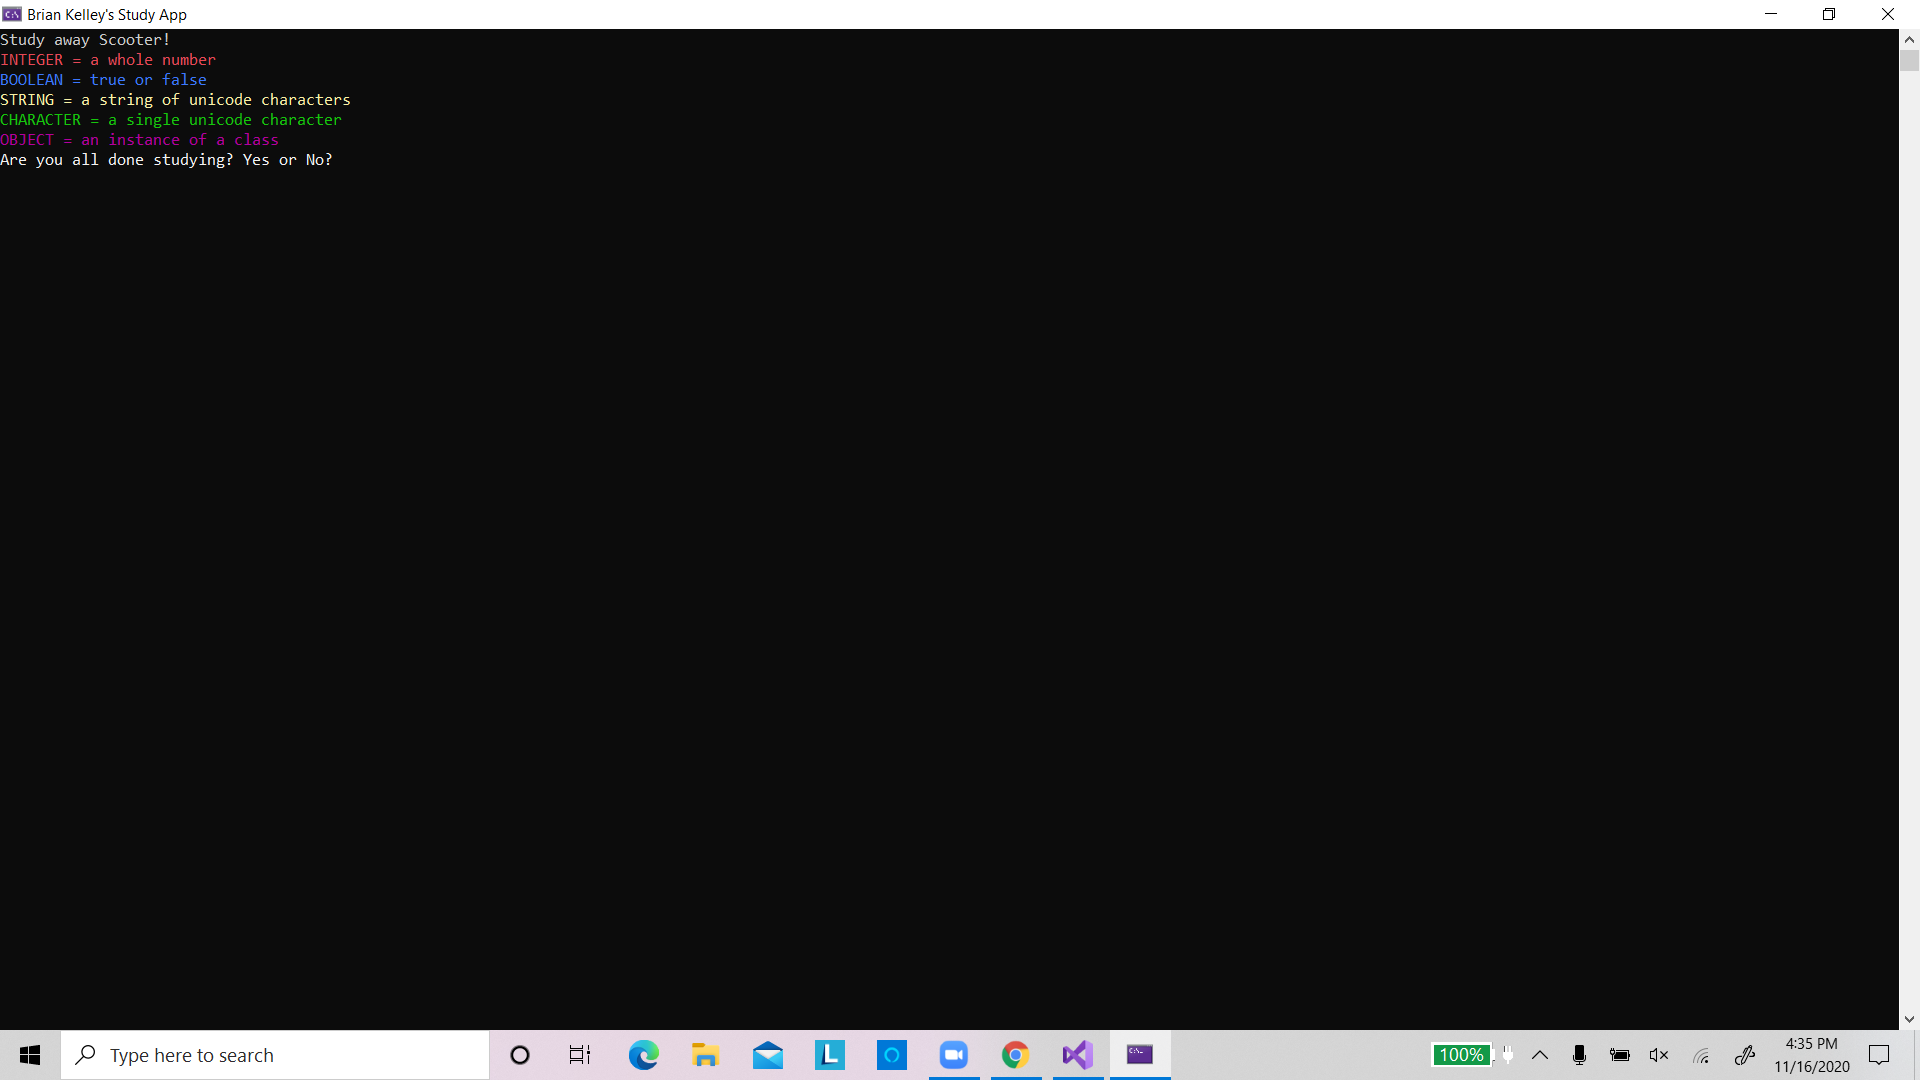 Brian Kelley's Study App
Study away Scooter!
INTEGER = a whole number
BOOLEAN = true or false
STRING = a string of unicode characters
CHARACTER = a single unicode character
OBJECT = an instance of a class
Are you all done studying? Yes or No?
Type here to search
L
100%
4:35 PM
11/16/2020